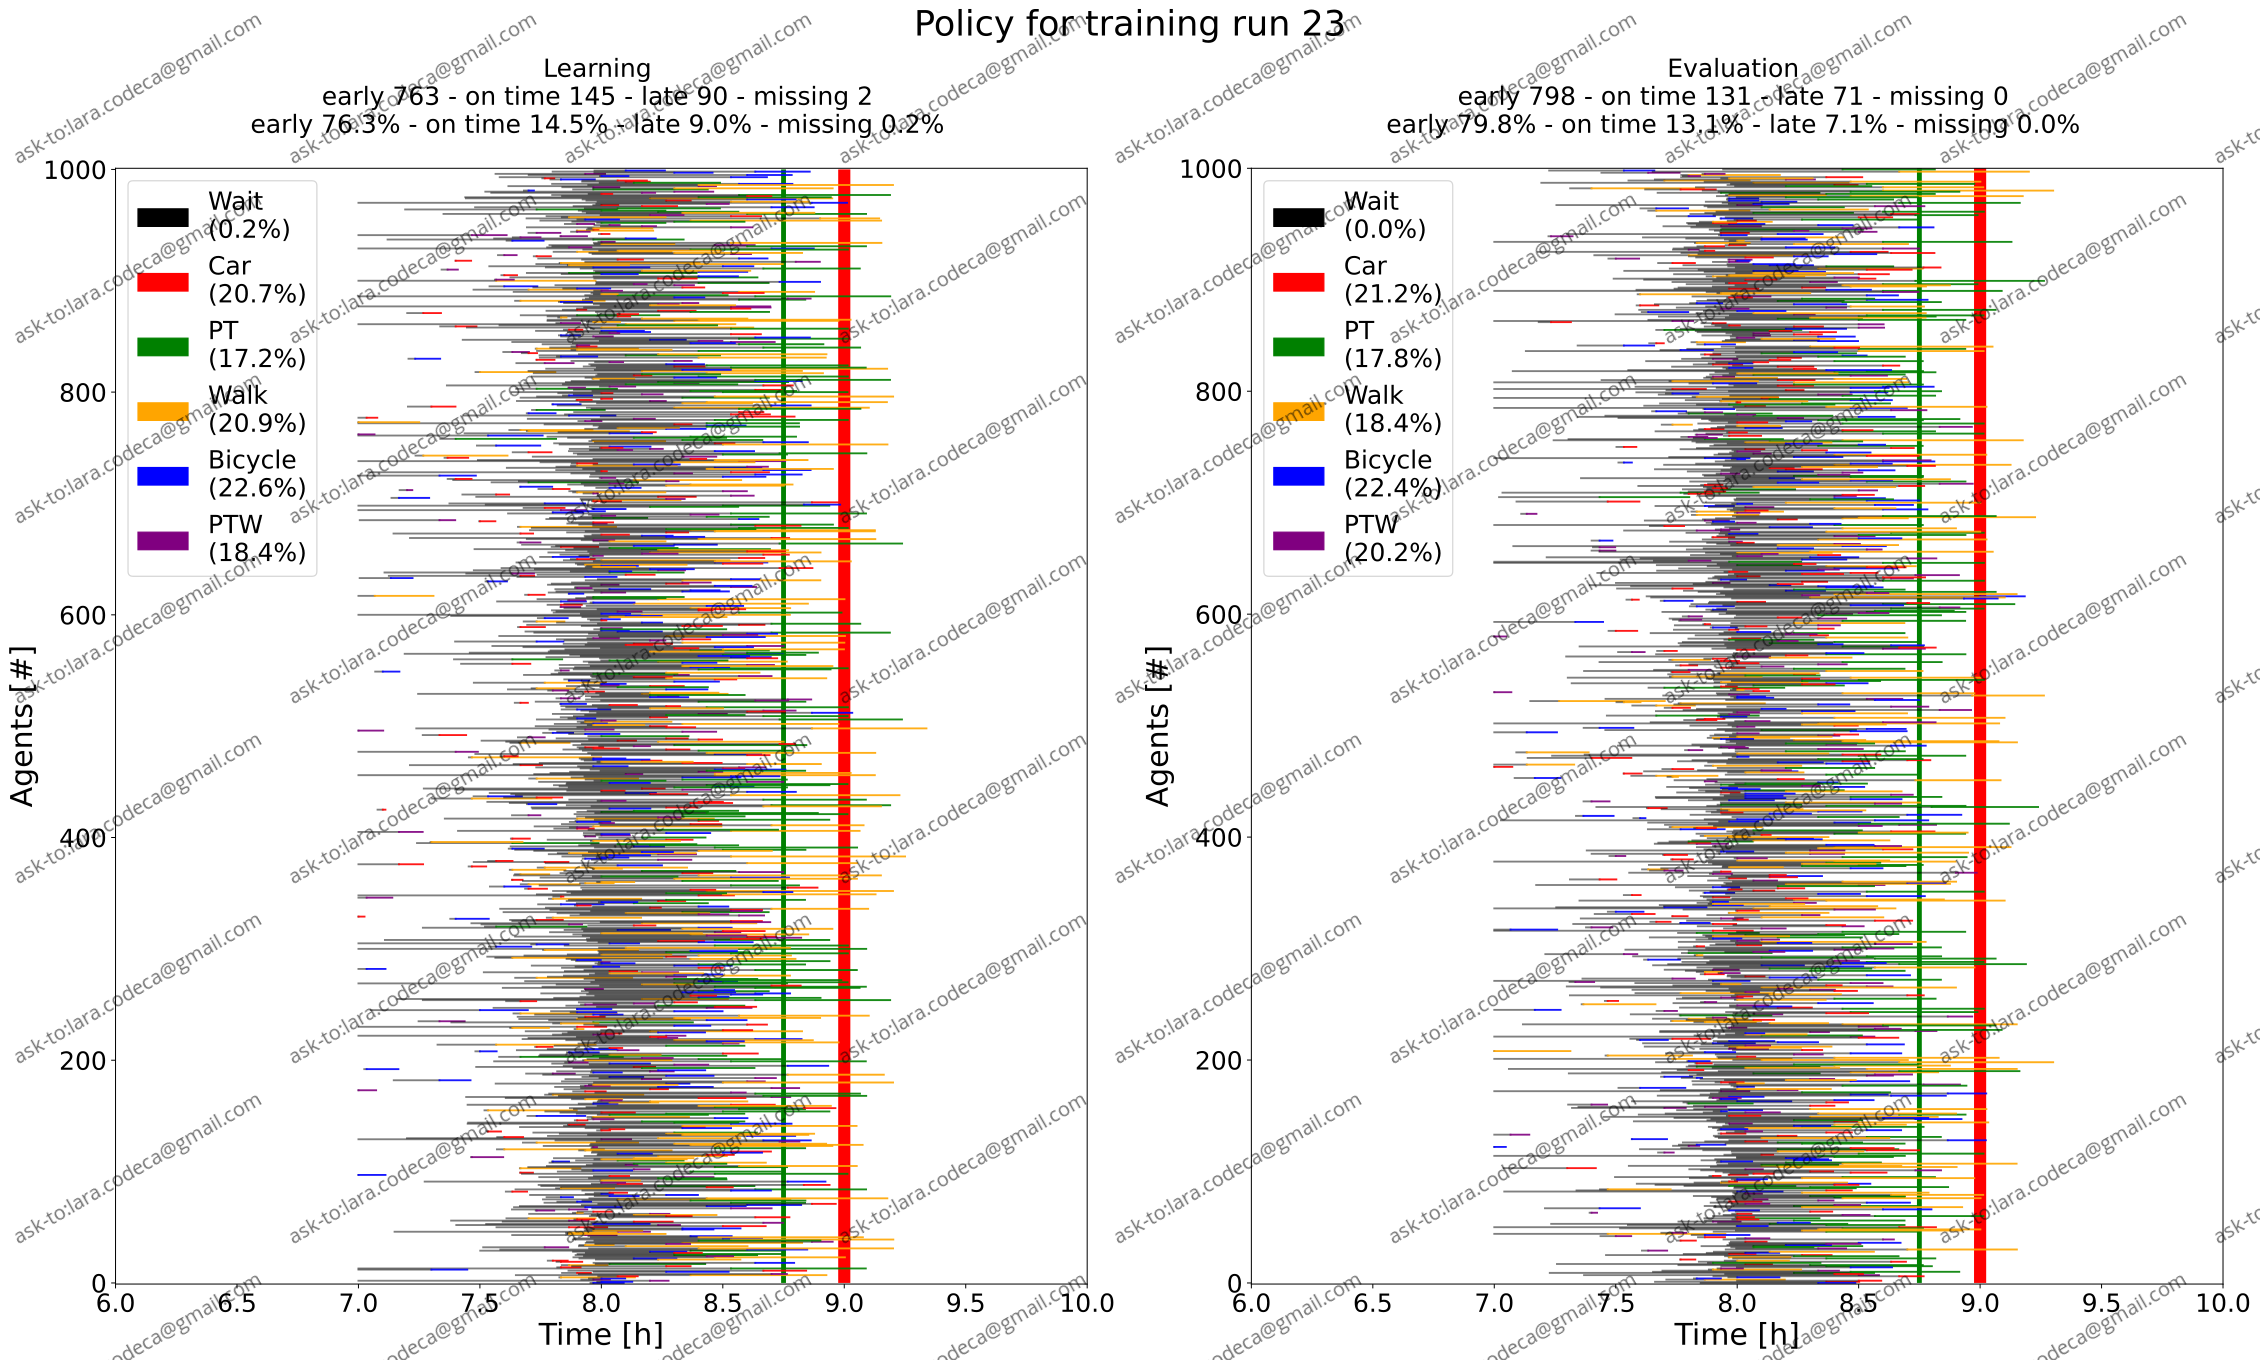 Policy for training run 23
Learning
early 763 - on time 145 - late 90 - missing 2
early 76.3% - on time 14.5% - late 9.0% - missing 0.2%
Evaluation
early 798 - on time 131 - late 71 - missing 0
early 79.8% - on time 13.1% - late 7.1% - missing 0.0%
Agents [#]
1000
800
600
400
200
0
Wait
(0.2%)
Car
(20.7%)
PT
(17.2%)
Walk
(20.9%)
Bicycle
(22.6%)
PTW
(18.4%)
6.0 6.5 7.0 7.5 8.0 8.5 9.0 9.5 10.0
Time [h]
Agents [#]
1000
800
600
400
200
0
Wait
(0.0%)
Car
(21.2%)
PT
(17.8%)
Walk
(18.4%)
Bicycle
(22.4%)
PTW
(20.2%)
6.0 6.5 7.0 7.5 8.0 8.5 9.0 9.5 10.0
Time [h]
ask-to:lara.codeca@gmail.com